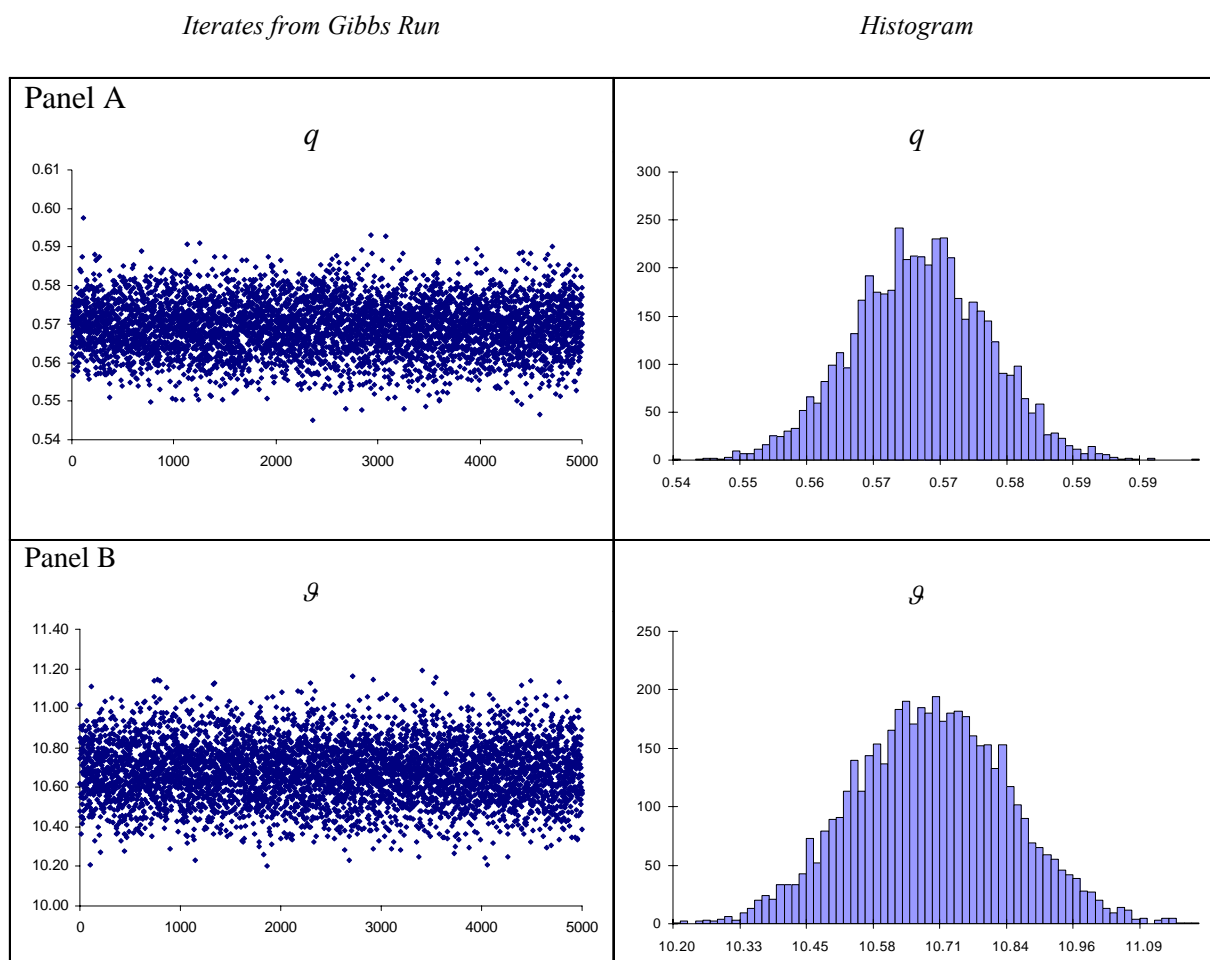 Iterates from Gibbs Run
Histogram
Panel A
q
0.61
0.60
0.59
0.58
0.57
0.56
0.55
0.54
0 1000 2000 3000 4000 5000
q
300
250
200
150
100
50
0
0.54 0.55 0.56 0.57 0.57 0.58 0.59 0.59
Panel B
ϑ
11.40
11.20
11.00
10.80
10.60
10.40
10.20
10.00
0 1000 2000 3000 4000 5000
ϑ
250
200
150
100
50
0
10.20 10.33 10.45 10.58 10.71 10.84 10.96 11.09